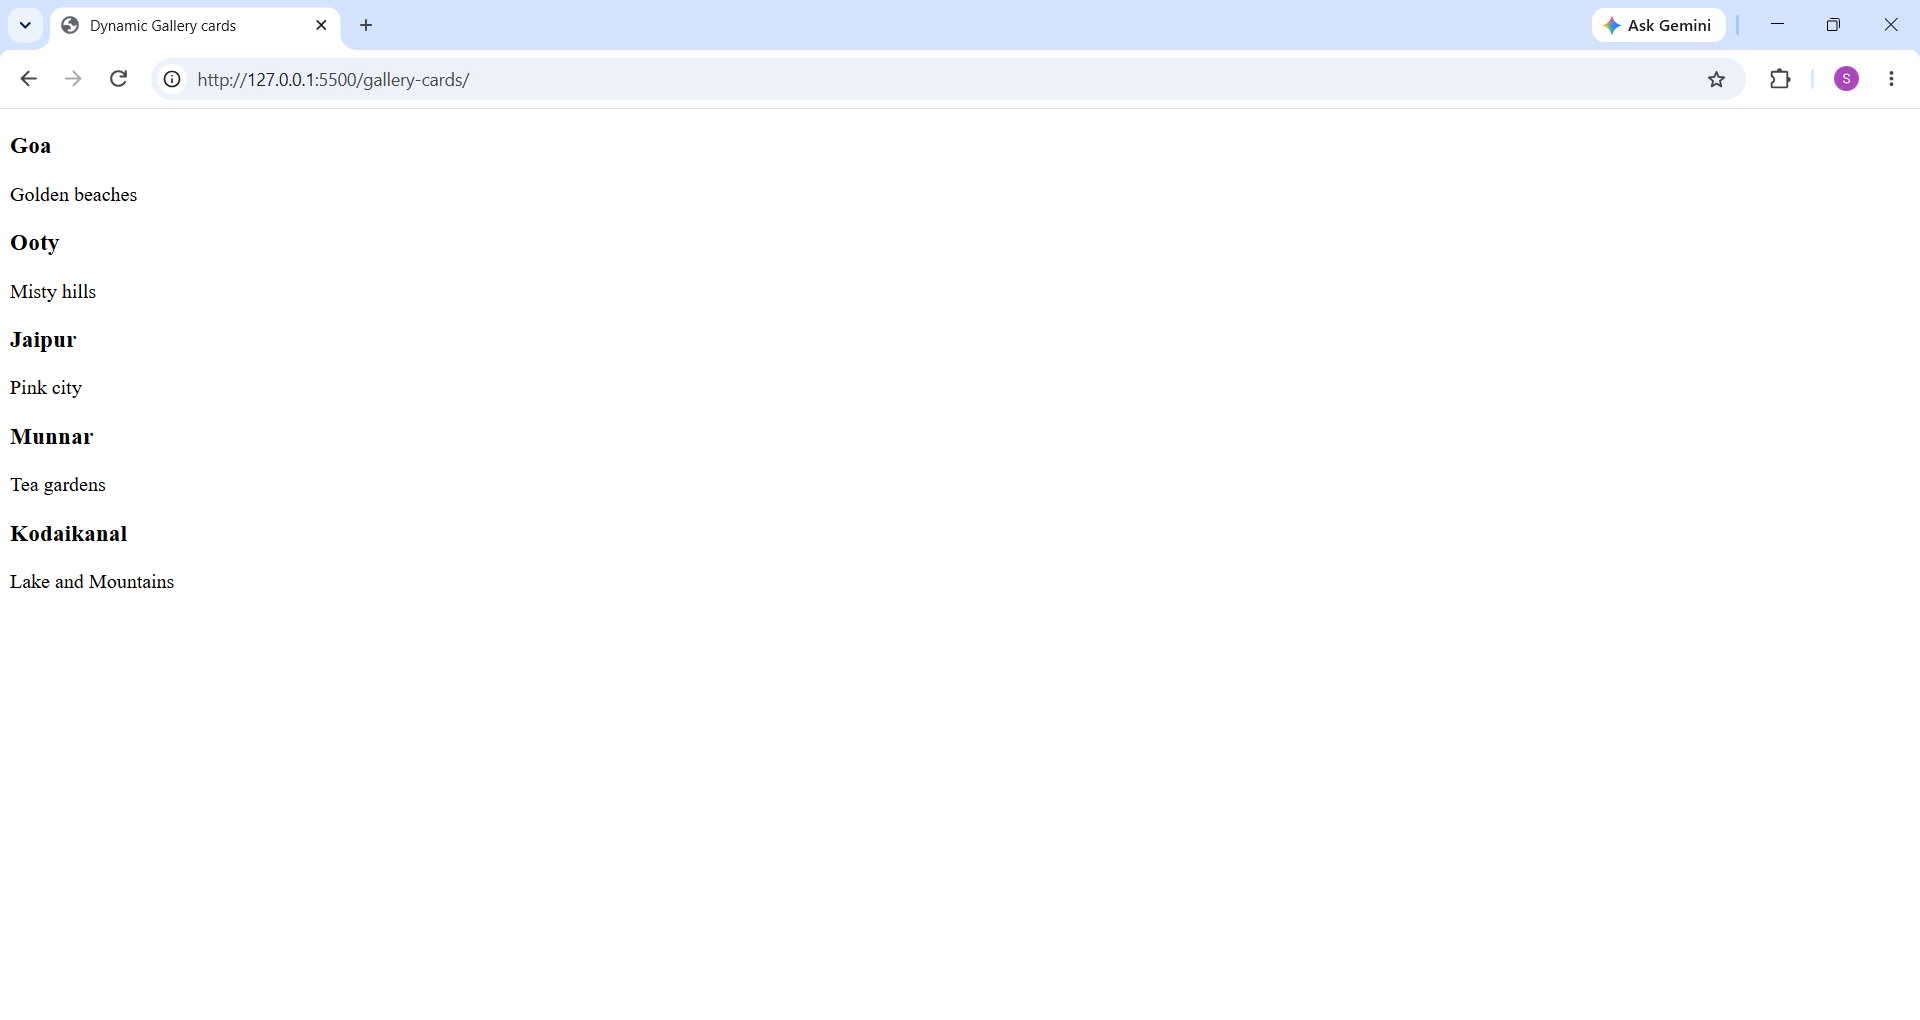 Dynamic Gallery cards
Ask Gemini
http://127.0.0.1:5500/gallery-cards/
S
Goa
Golden beaches
Ooty
Misty hills
Jaipur
Pink city
Munnar
Tea gardens
Kodaikanal
Lake and Mountains